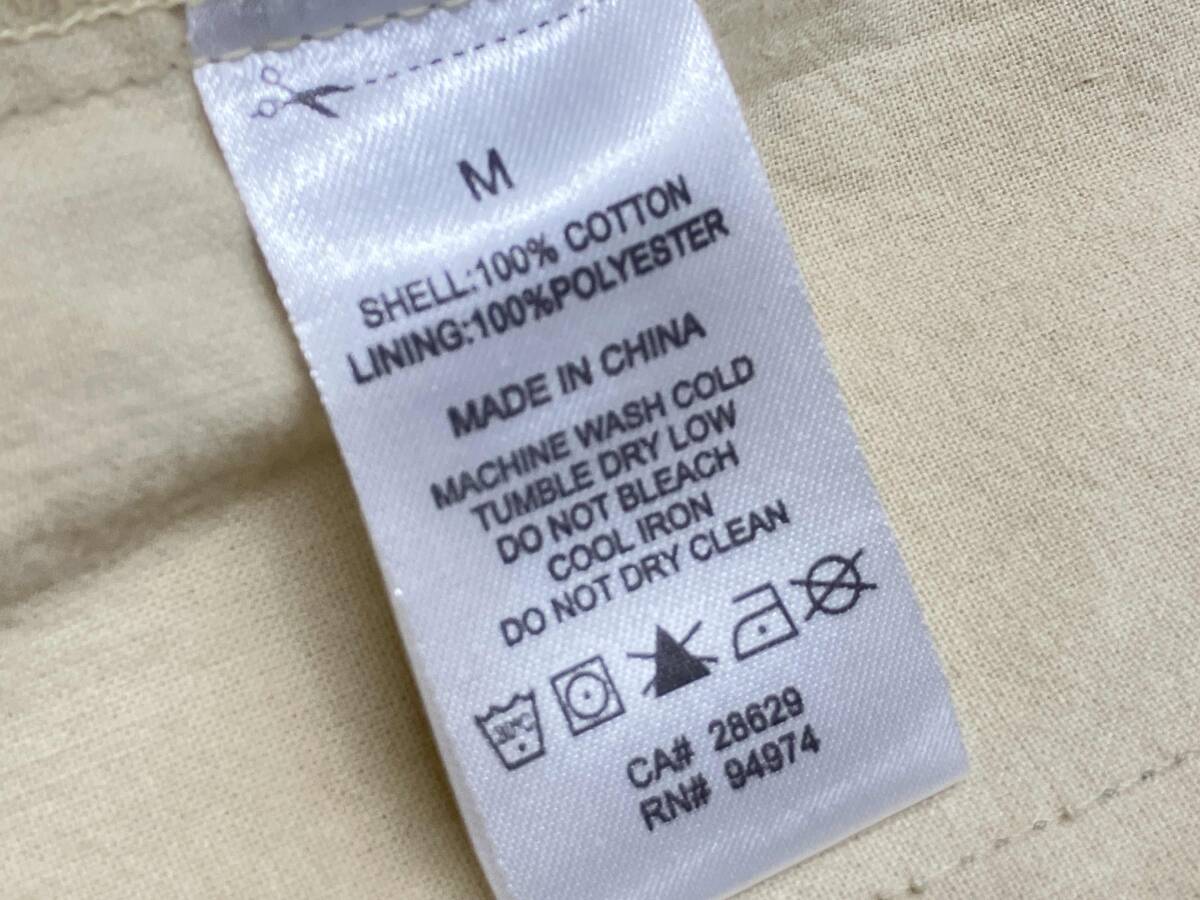 M
SHELL:100% COTTON
LINING:100%POLYESTER
MADE IN CHINA
MACHINE WASH COLD
TUMBLE DRY LOW
DO NOT BLEACH
COOL IRON
DO NOT DRY CLEAN
30°C
CA# 28629
RN# 94974